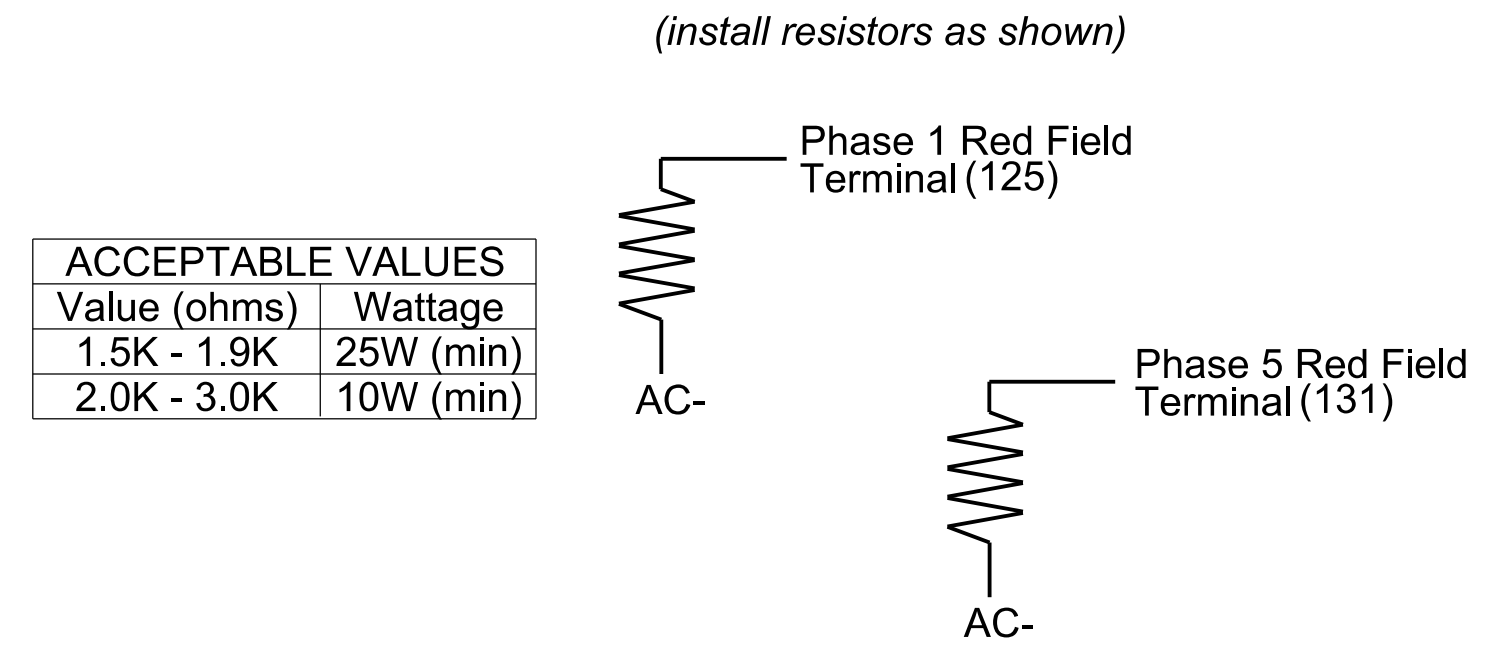 (install resistors as shown)
Phase 1 Red Field
Terminal (125)
ACCEPTABLE VALUES
Value (ohms) Wattage
1.5K - 1.9K 25W (min)
2.0K - 3.0K 10W (min)
AC-
Phase 5 Red Field
Terminal (131)
AC-